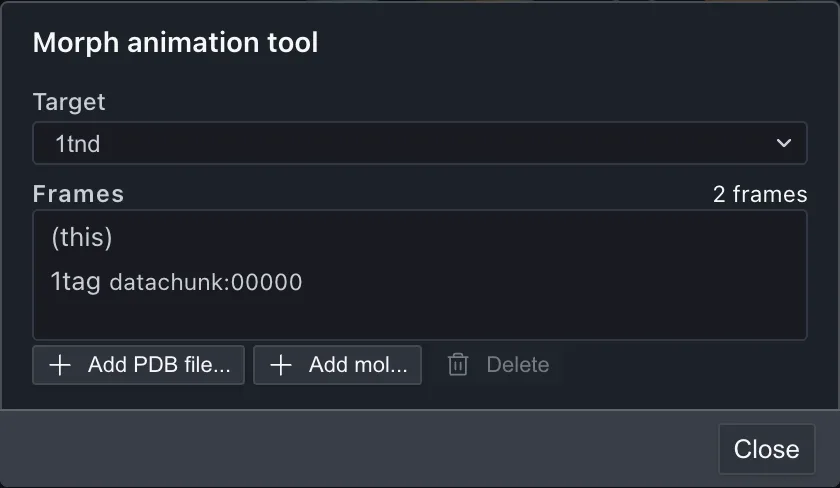 Morph animation tool
Target
1tnd
Frames 2 frames
(this)
1tag datachunk:00000
Add PDB file... Add mol... Delete
Close